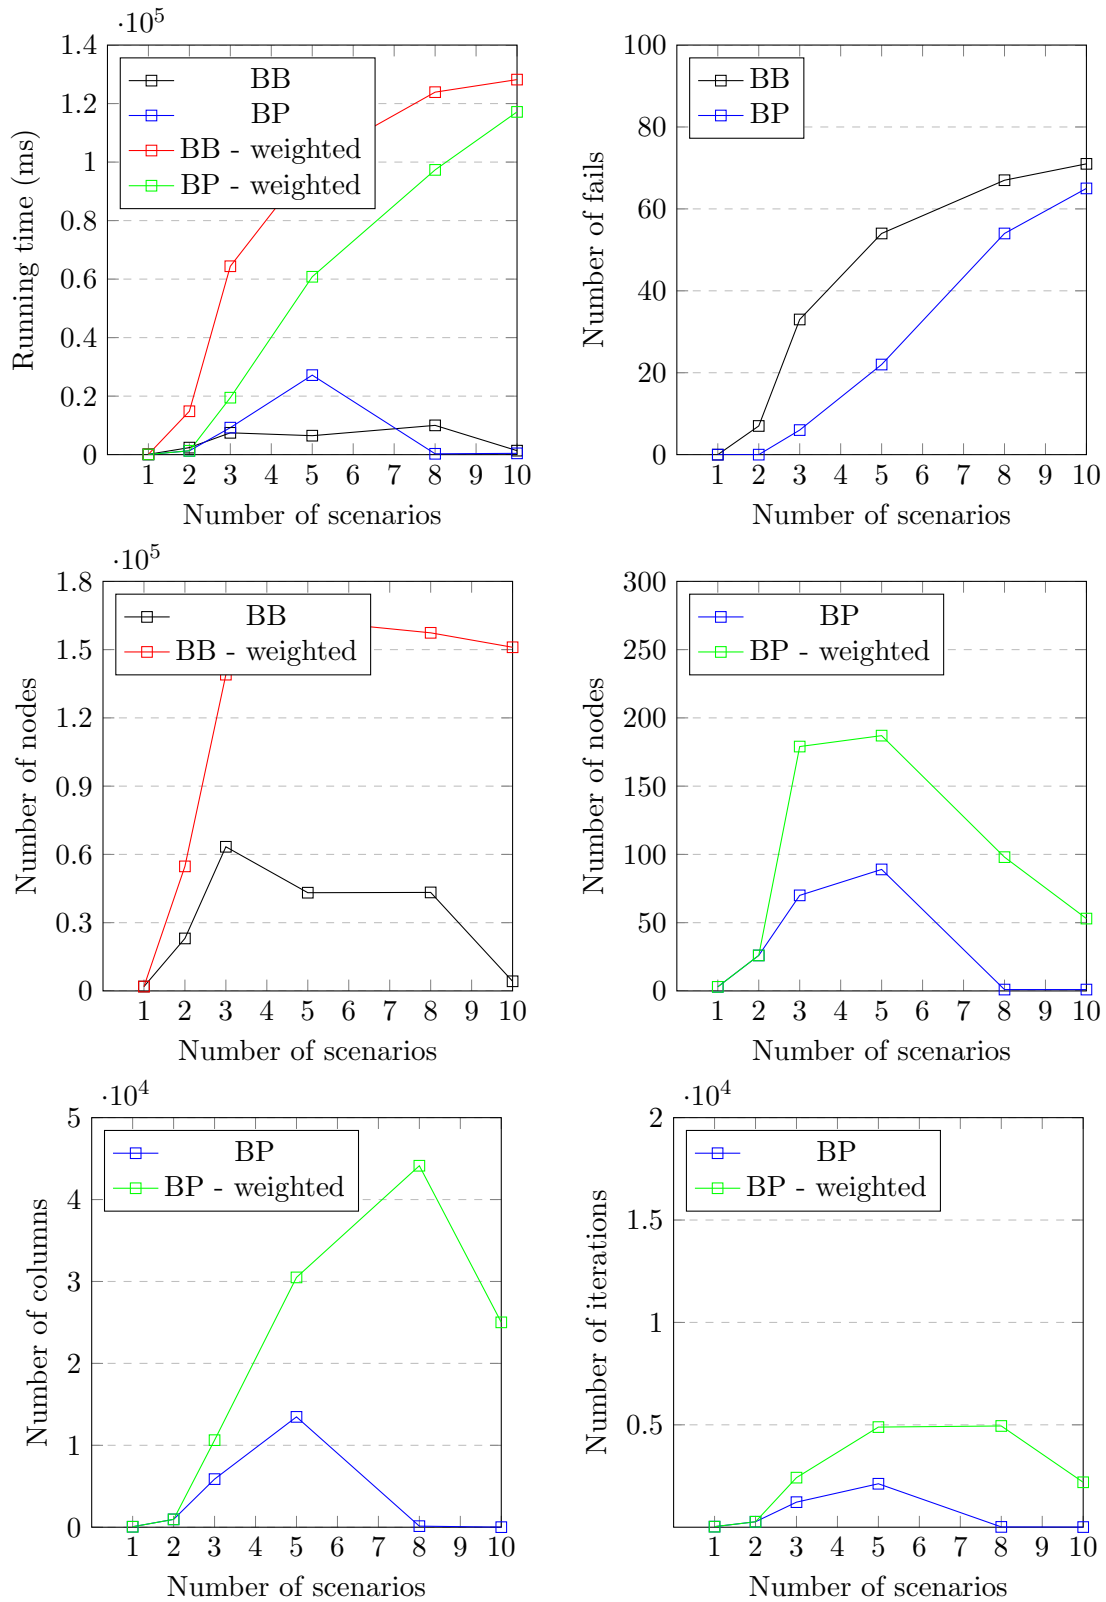 ·10⁵
1.4
1.2
1
0.8
0.6
0.4
0.2
0
Running time (ms)
BB
BP
BB - weighted
BP - weighted
1 2 3 4 5 6 7 8 9 10
Number of scenarios
100
80
60
40
20
0
Number of fails
BB
BP
1 2 3 4 5 6 7 8 9 10
Number of scenarios
·10⁵
1.8
1.5
1.2
0.9
0.6
0.3
0
Number of nodes
BB
BB - weighted
1 2 3 4 5 6 7 8 9 10
Number of scenarios
300
250
200
150
100
50
0
Number of nodes
BP
BP - weighted
1 2 3 4 5 6 7 8 9 10
Number of scenarios
·10⁴
5
4
3
2
1
0
Number of columns
BP
BP - weighted
1 2 3 4 5 6 7 8 9 10
Number of scenarios
·10⁴
2
1.5
1
0.5
Number of iterations
BP
BP - weighted
1 2 3 4 5 6 7 8 9 10
Number of scenarios